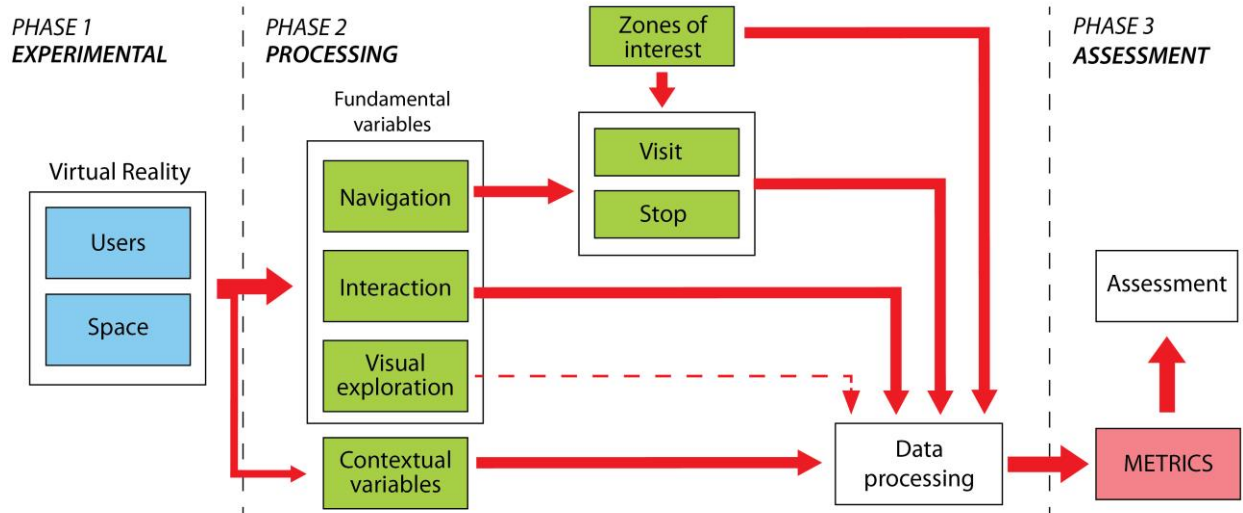 PHASE 1
EXPERIMENTAL
PHASE 2
PROCESSING
PHASE 3
ASSESSMENT
Zones of
interest
Fundamental
variables
Virtual Reality
Users
Space
Navigation
Interaction
Visual
exploration
Contextual
variables
Visit
Stop
Data
processing
Assessment
METRICS